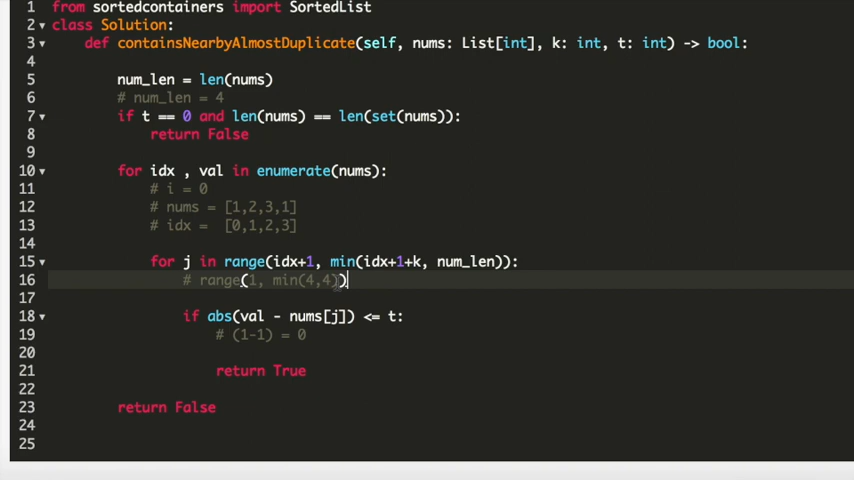 1 from sortedcontainers import SortedList
2 class Solution:
3 def containsNearbyAlmostDuplicate(self, nums: List[int], k: int, t: int) -> bool:
4
5 num_len = len(nums)
6 # num_len = 4
7 if t == 0 and len(nums) == len(set(nums)):
8 return False
9
10 for idx , val in enumerate(nums):
11 # i = 0
12 # nums = [1,2,3,1]
13 # idx = [0,1,2,3]
14
15 for j in range(idx+1, min(idx+1+k, num_len)):
16 # range(1, min(4,4))
17
18 if abs(val - nums[j]) <= t:
19 # (1-1) = 0
20
21 return True
22
23 return False
24
25